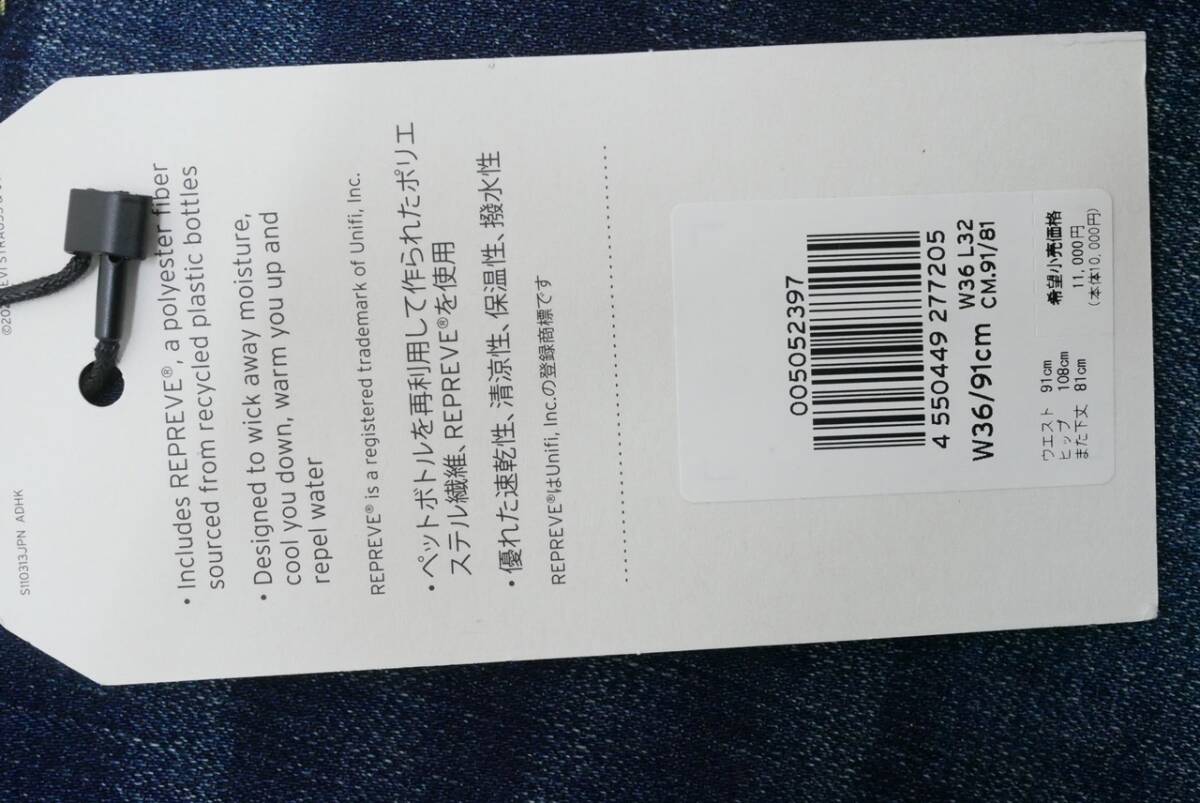 S110313JPN ADHK
• Includes REPREVE®, a polyester fiber
sourced from recycled plastic bottles
• Designed to wick away moisture,
cool you down, warm you up and
repel water
REPREVE® is a registered trademark of Unifi, Inc.
• ペットボトルを再利用して作られたポリエ
ステル繊維、REPREVE®を使用
• 優れた速乾性、清涼性、保温性、撥水性
REPREVE®はUnifi, Inc.の登録商標です
005052397
4 550449 277205
W36/91cm W36 L32
CM.91/81
ウエスト 91cm
ヒップ 108cm
また下丈 81cm
希望小売価格
11,000円
(本体10,000円)